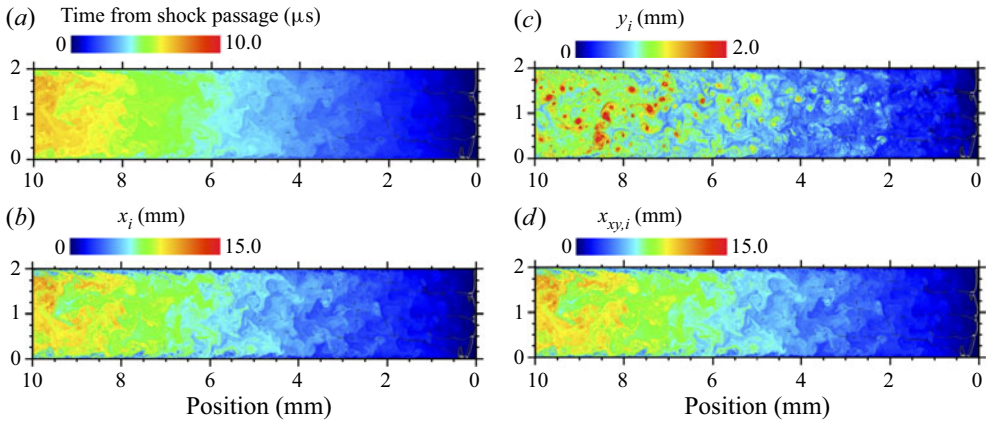 (a) Time from shock passage (μs)
0 10.0
2
1
0
10 8 6 4 2 0
(b) x_i (mm)
0 15.0
2
1
0
10 8 6 4 2 0
Position (mm)
(c) y_i (mm)
0 2.0
2
1
0
10 8 6 4 2 0
(d) x_{xy,i} (mm)
0 15.0
2
1
0
10 8 6 4 2 0
Position (mm)